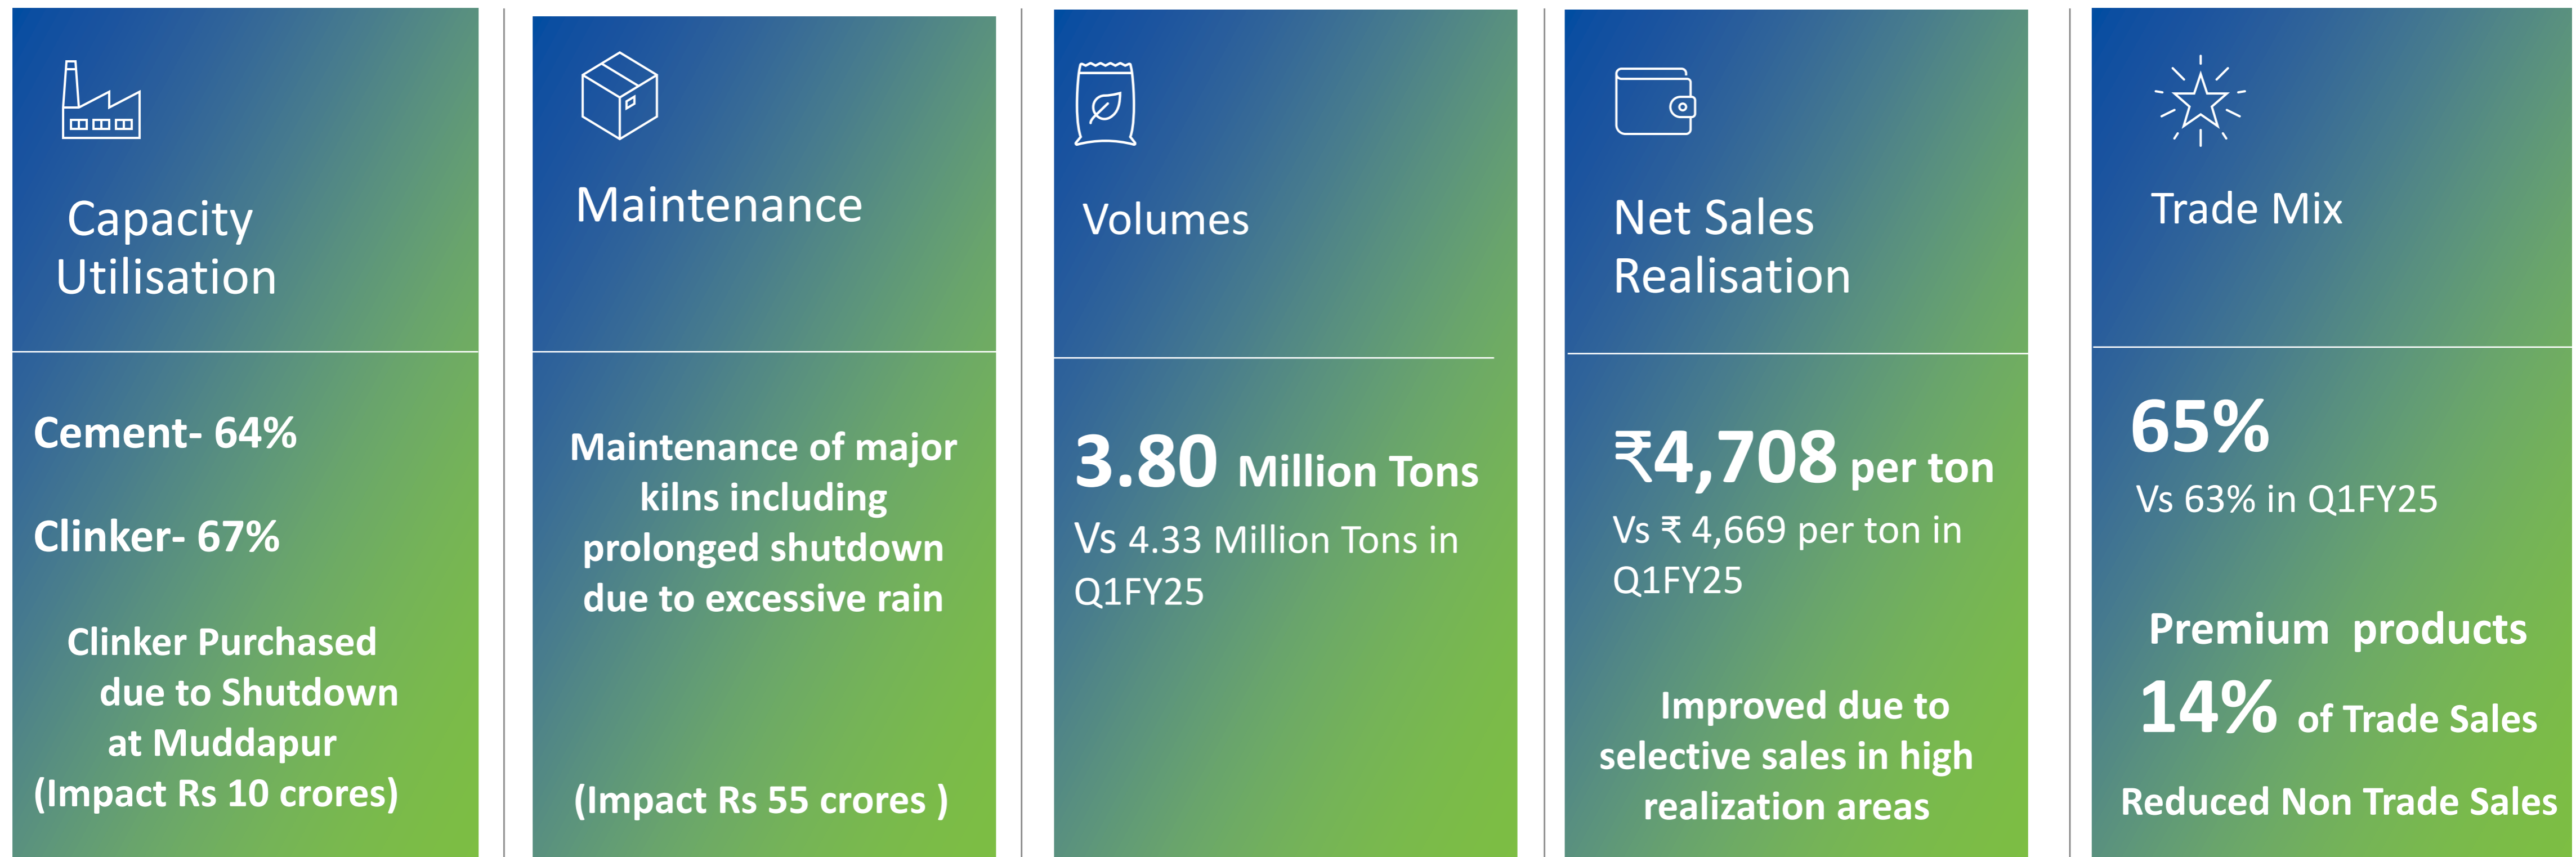 Capacity
Utilisation
Cement- 64%
Clinker- 67%
Clinker Purchased
due to Shutdown
at Muddapur
(Impact Rs 10 crores)
Maintenance
Maintenance of major
kilns including
prolonged shutdown
due to excessive rain
(Impact Rs 55 crores )
Volumes
3.80 Million Tons
Vs 4.33 Million Tons in
Q1FY25
Net Sales
Realisation
₹4,708 per ton
Vs ₹ 4,669 per ton in
Q1FY25
Improved due to
selective sales in high
realization areas
Trade Mix
65%
Vs 63% in Q1FY25
Premium products
14% of Trade Sales
Reduced Non Trade Sales